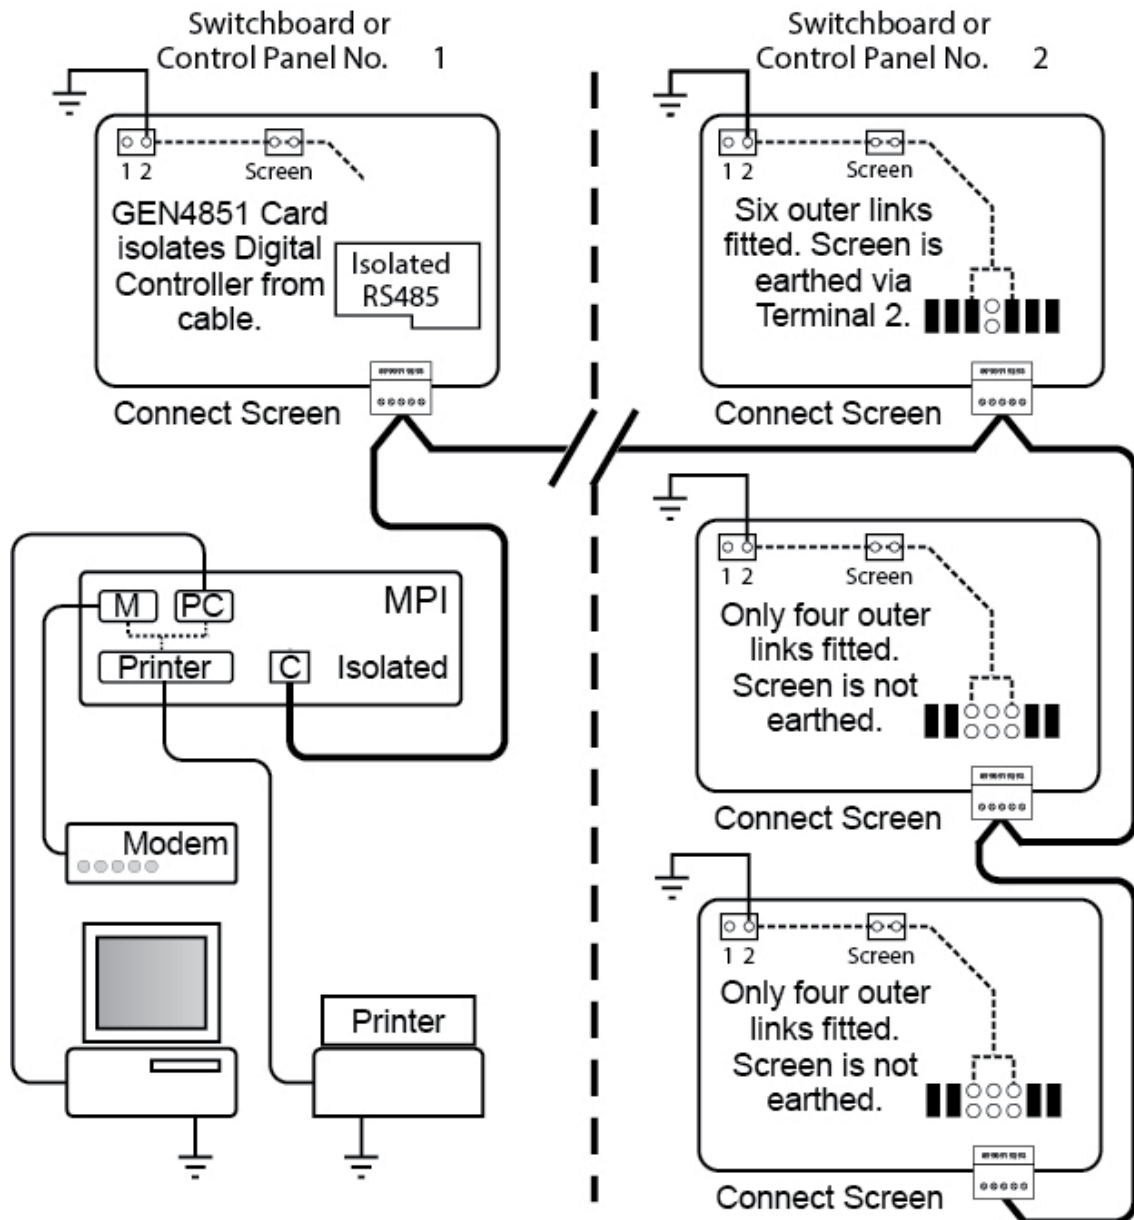 Switchboard or
Control Panel No. 1
1 2
Screen
GEN4851 Card
isolates Digital
Controller from
cable.
Isolated
RS485
Connect Screen
M
PC
MPI
Printer
C
Isolated
Modem
Printer
Switchboard or
Control Panel No. 2
1 2
Screen
Six outer links
fitted. Screen is
earthed via
Terminal 2.
Connect Screen
1 2
Screen
Only four outer
links fitted.
Screen is not
earthed.
Connect Screen
1 2
Screen
Only four outer
links fitted.
Screen is not
earthed.
Connect Screen